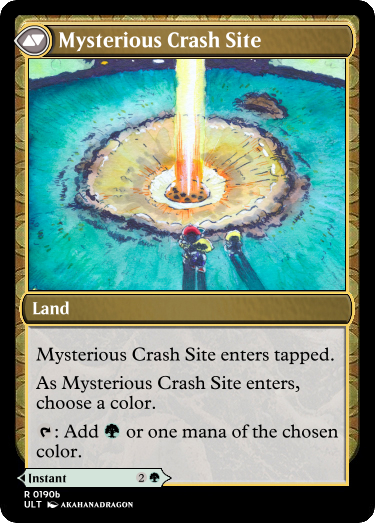 Mysterious Crash Site
Land
Mysterious Crash Site enters tapped.
As Mysterious Crash Site enters,
choose a color.
: Add or one mana of the chosen
color.
Instant 2
R 0190b
ULT AKAHANADRAGON